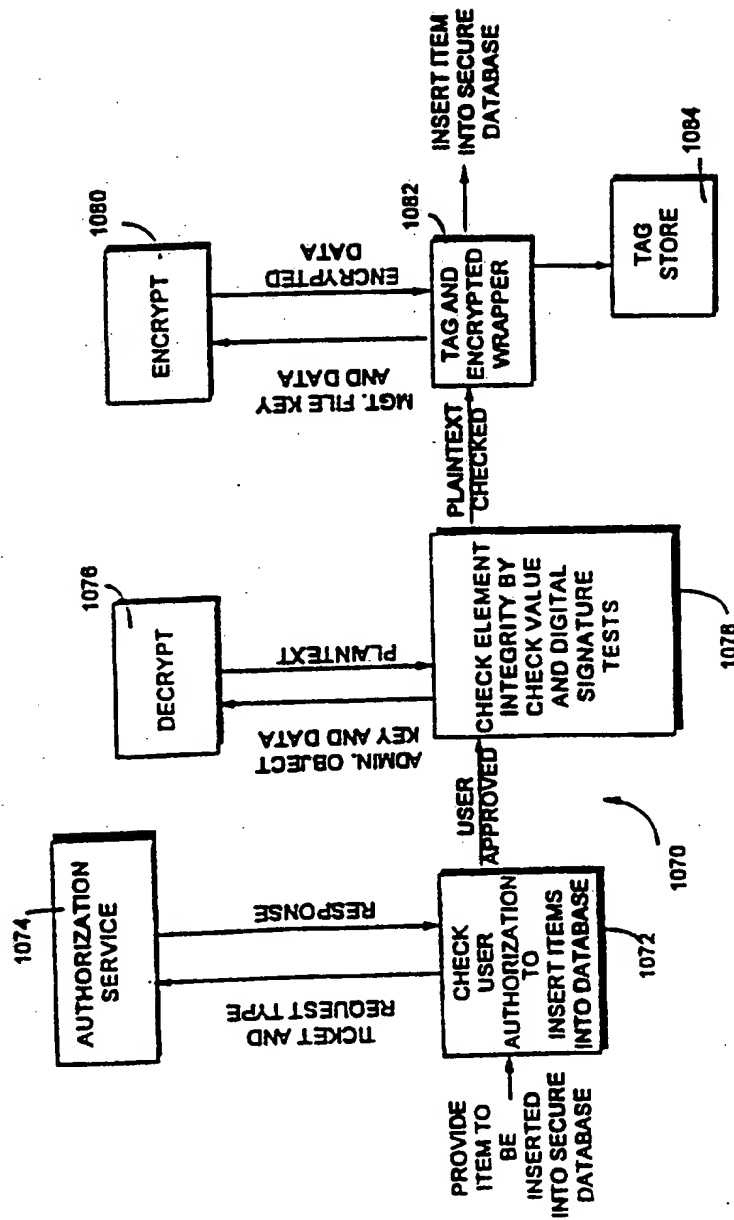 PROVIDE
ITEM TO
BE
INSERTED
INTO SECURE
DATABASE
1074
AUTHORIZATION
SERVICE
TICKET AND
REQUEST TYPE
RESPONSE
CHECK
USER
AUTHORIZATION
TO
INSERT ITEMS
INTO DATABASE
1072
1070
USER
APPROVED
1076
DECRYPT
ADMIN. OBJECT
KEY AND DATA
PLAINTEXT
CHECK ELEMENT
INTEGRITY BY
CHECK VALUE
AND DIGITAL
SIGNATURE
TESTS
1078
PLAINTEXT
CHECKED
1080
ENCRYPT
MGT. FILE KEY
AND DATA
ENCRYPTED
DATA
1082
TAG AND
ENCRYPTED
WRAPPER
INSERT ITEM
INTO SECURE
DATABASE
TAG
STORE
1084